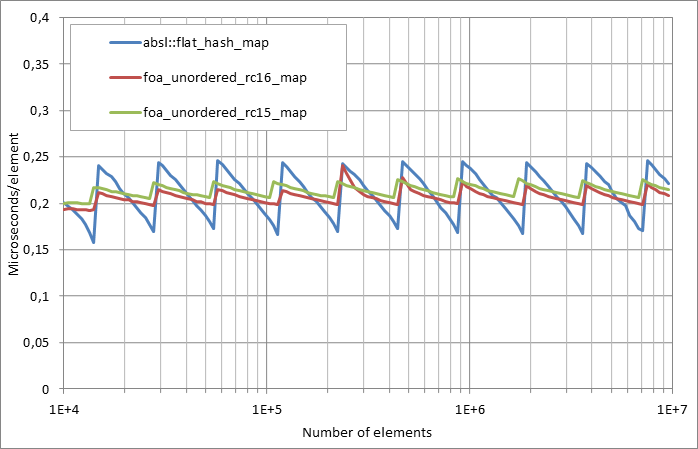 0,4
0,35
0,3
0,25
0,2
0,15
0,1
0,05
0
Microseconds/element
absl::flat_hash_map
foa_unordered_rc16_map
foa_unordered_rc15_map
1E+4
1E+5
1E+6
1E+7
Number of elements